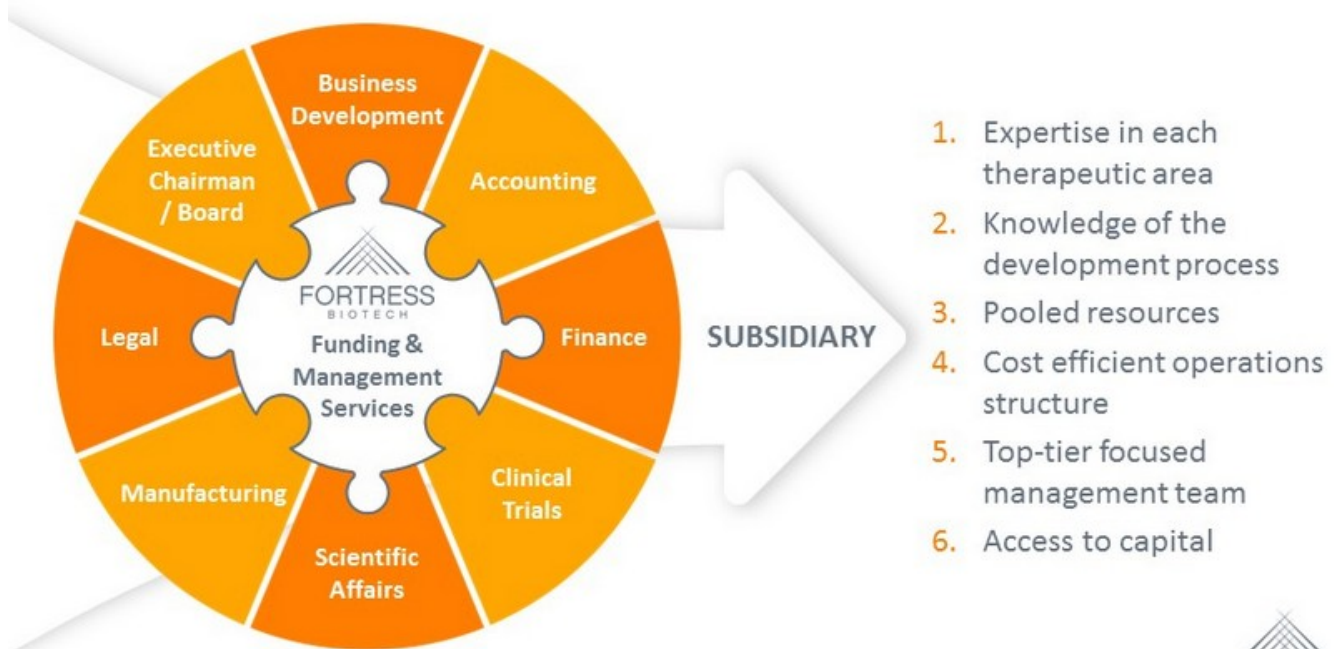 Business
Development
Accounting
Executive
Chairman
/ Board
Legal
FORTRESS
BIOTECH
Funding &
Management
Services
Finance
Manufacturing
Clinical
Trials
Scientific
Affairs
SUBSIDIARY
1. Expertise in each
therapeutic area
2. Knowledge of the
development process
3. Pooled resources
4. Cost efficient operations
structure
5. Top-tier focused
management team
6. Access to capital